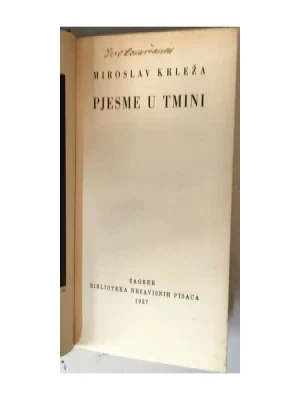 MIROSLAV KRLEŽA
PJESME U TMINI
ZAGREB
BIBLIOTEKA NEZAVISNIH PISACA
1937